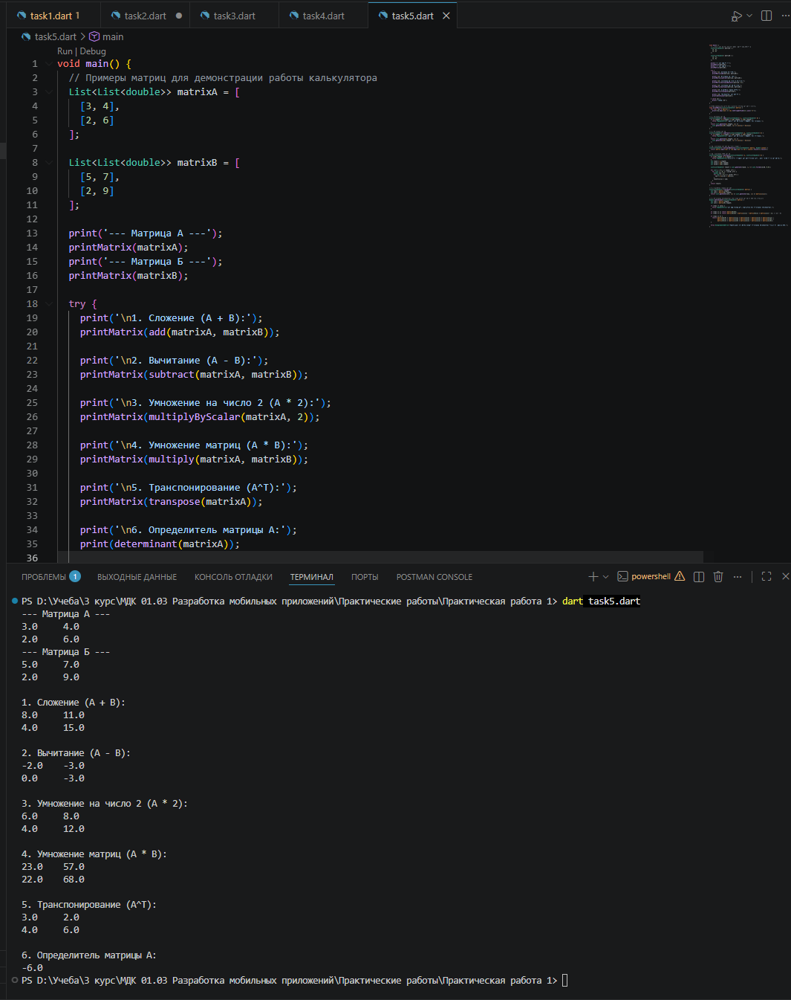 task1.dart 1 task2.dart task3.dart task4.dart task5.dart
task5.dart > main
Run | Debug
1 void main() {
2 // Примеры матриц для демонстрации работы калькулятора
3 List<List<double>> matrixA = [
4 [3, 4],
5 [2, 6]
6 ];
7
8 List<List<double>> matrixB = [
9 [5, 7],
10 [2, 9]
11 ];
12
13 print('--- Матрица А ---');
14 printMatrix(matrixA);
15 print('--- Матрица Б ---');
16 printMatrix(matrixB);
17
18 try {
19 print('\n1. Сложение (A + B):');
20 printMatrix(add(matrixA, matrixB));
21
22 print('\n2. Вычитание (A - B):');
23 printMatrix(subtract(matrixA, matrixB));
24
25 print('\n3. Умножение на число 2 (A * 2):');
26 printMatrix(multiplyByScalar(matrixA, 2));
27
28 print('\n4. Умножение матриц (A * B):');
29 printMatrix(multiply(matrixA, matrixB));
30
31 print('\n5. Транспонирование (A^T):');
32 printMatrix(transpose(matrixA));
33
34 print('\n6. Определитель матрицы A:');
35 print(determinant(matrixA));
36
ПРОБЛЕМЫ 1 ВЫХОДНЫЕ ДАННЫЕ КОНСОЛЬ ОТЛАДКИ ТЕРМИНАЛ ПОРТЫ POSTMAN CONSOLE powershell
PS D:\Учеба\3 курс\МДК 01.03 Разработка мобильных приложений\Практические работы\Практическая работа 1> dart task5.dart
--- Матрица А ---
3.0 4.0
2.0 6.0
--- Матрица Б ---
5.0 7.0
2.0 9.0
1. Сложение (A + B):
8.0 11.0
4.0 15.0
2. Вычитание (A - B):
-2.0 -3.0
0.0 -3.0
3. Умножение на число 2 (A * 2):
6.0 8.0
4.0 12.0
4. Умножение матриц (A * B):
23.0 57.0
22.0 68.0
5. Транспонирование (A^T):
3.0 2.0
4.0 6.0
6. Определитель матрицы A:
-6.0
PS D:\Учеба\3 курс\МДК 01.03 Разработка мобильных приложений\Практические работы\Практическая работа 1>